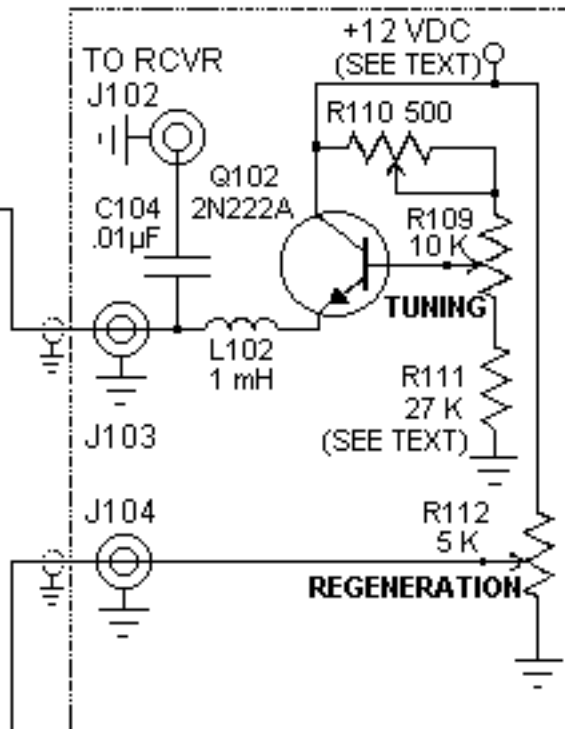 +12 VDC
(SEE TEXT)
TO RCVR
J102
R110 500
Q102
2N222A
C104
.01µF
R109
10 K
TUNING
L102
1 mH
R111
27 K
(SEE TEXT)
J103
J104
R112
5 K
REGENERATION